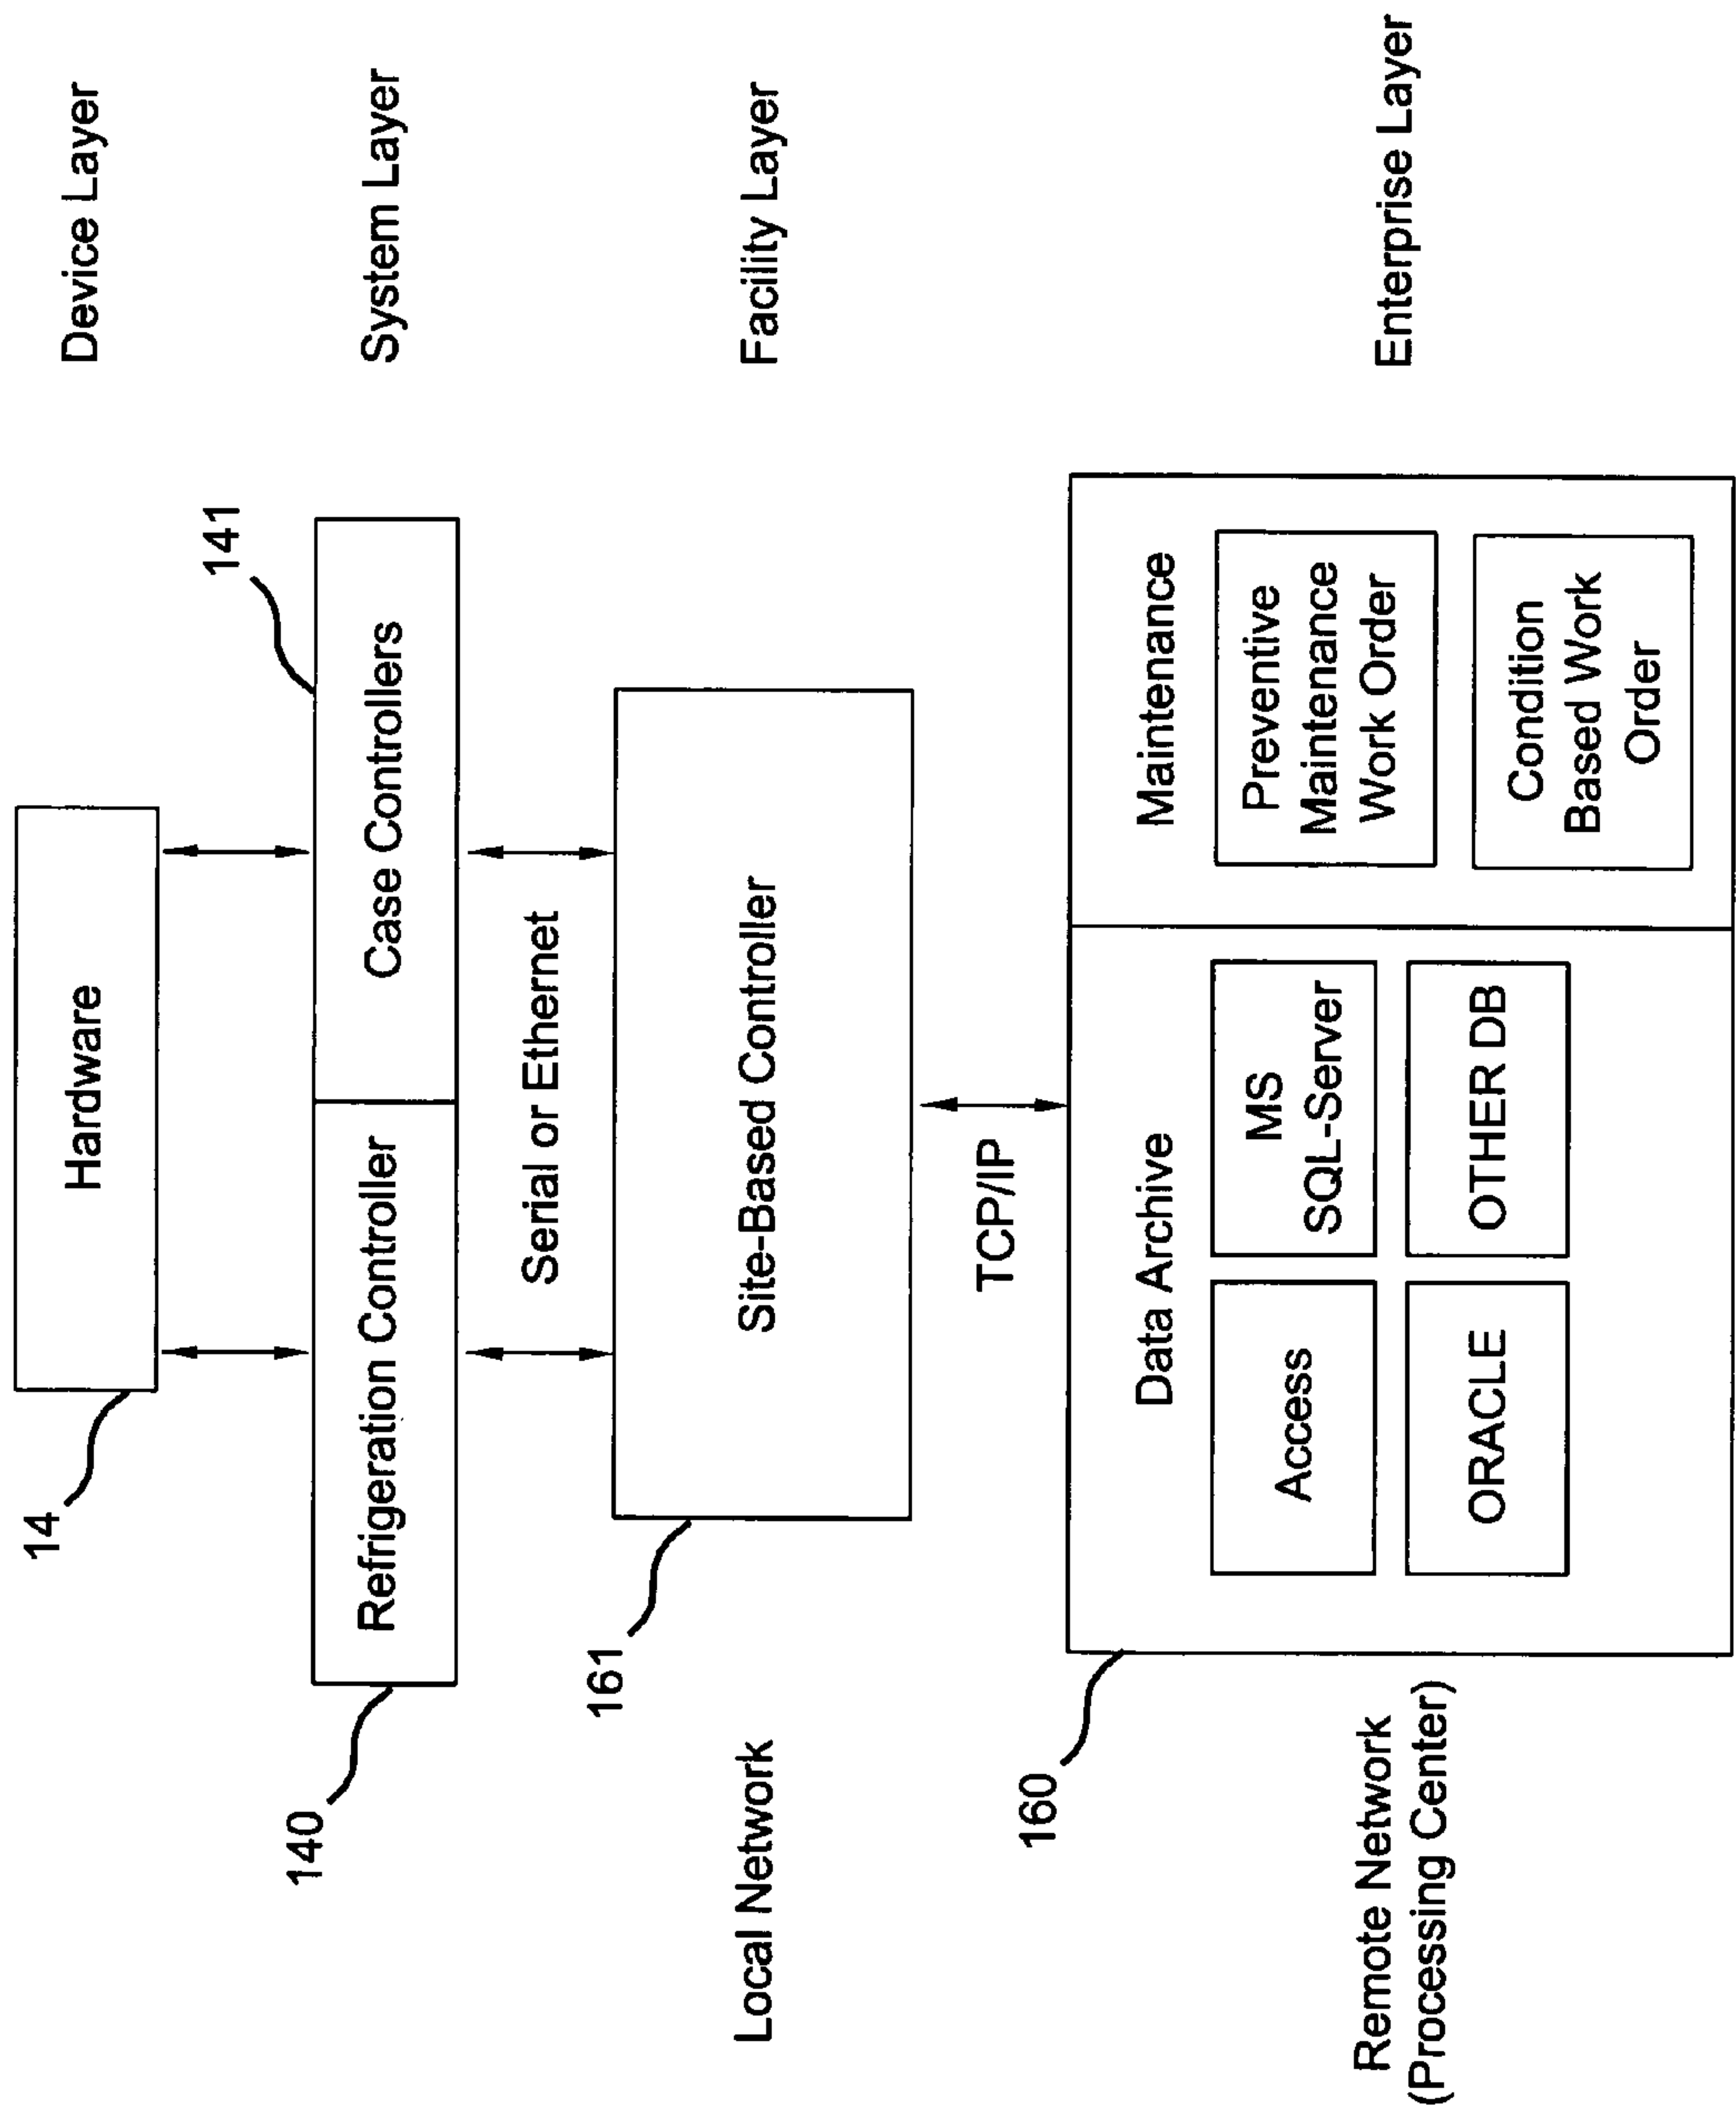 Device Layer
System Layer
Facility Layer
Enterprise Layer
14
Hardware
140
Refrigeration Controller
Case Controllers
141
Serial or Ethernet
Local Network
161
Site-Based Controller
TCP/IP
Remote Network
(Processing Center)
160
Data Archive
Access
MS
SQL-Server
ORACLE
OTHER DB
Maintenance
Preventive
Maintenance
Work Order
Condition
Based Work
Order